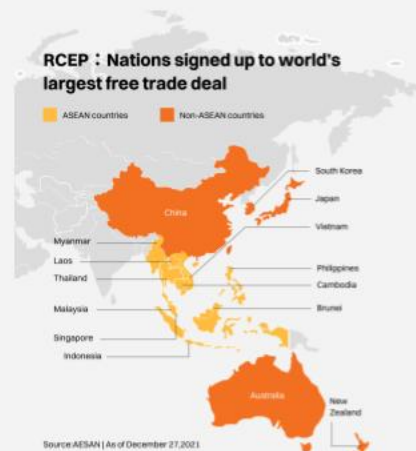 RCEP：Nations signed up to world's
largest free trade deal
ASEAN countries
Non-ASEAN countries
South Korea
Japan
China
Vietnam
Myanmar
Laos
Philippines
Thailand
Cambodia
Malaysia
Brunei
Singapore
Indonesia
Australia
New
Zealand
Source:AESAN | As of December 27,2021